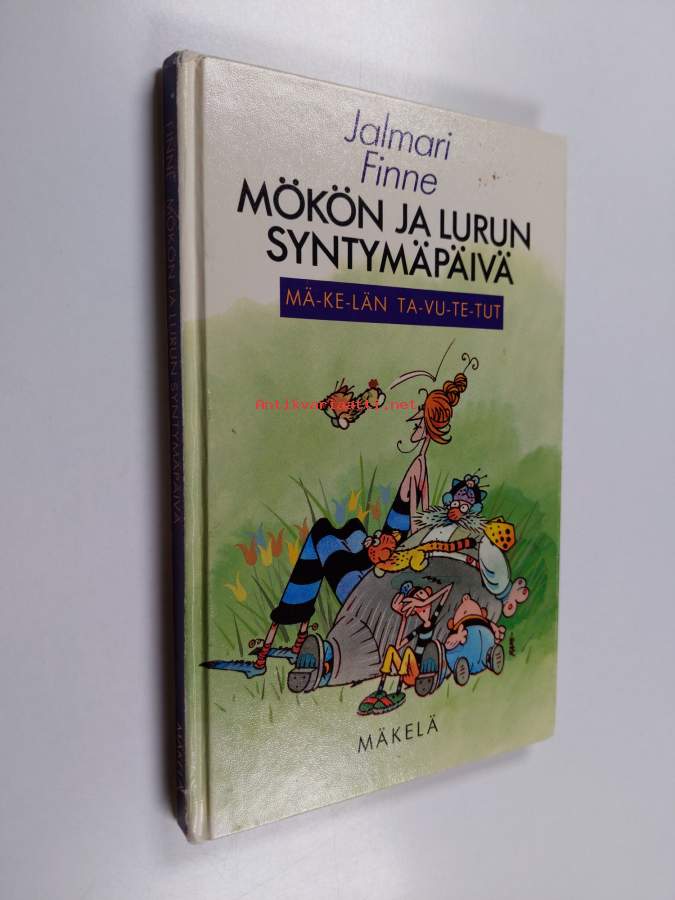 Jalmari
Finne
MÖKÖN JA LURUN
SYNTYMÄPÄIVÄ
MÄ-KE-LÄN TA-VU-TE-TUT
Antikvariaatti.net
MÄKELÄ
FINNE MÖKÖN JA LURUN SYNTYMÄPÄIVÄ
MÄKELÄ